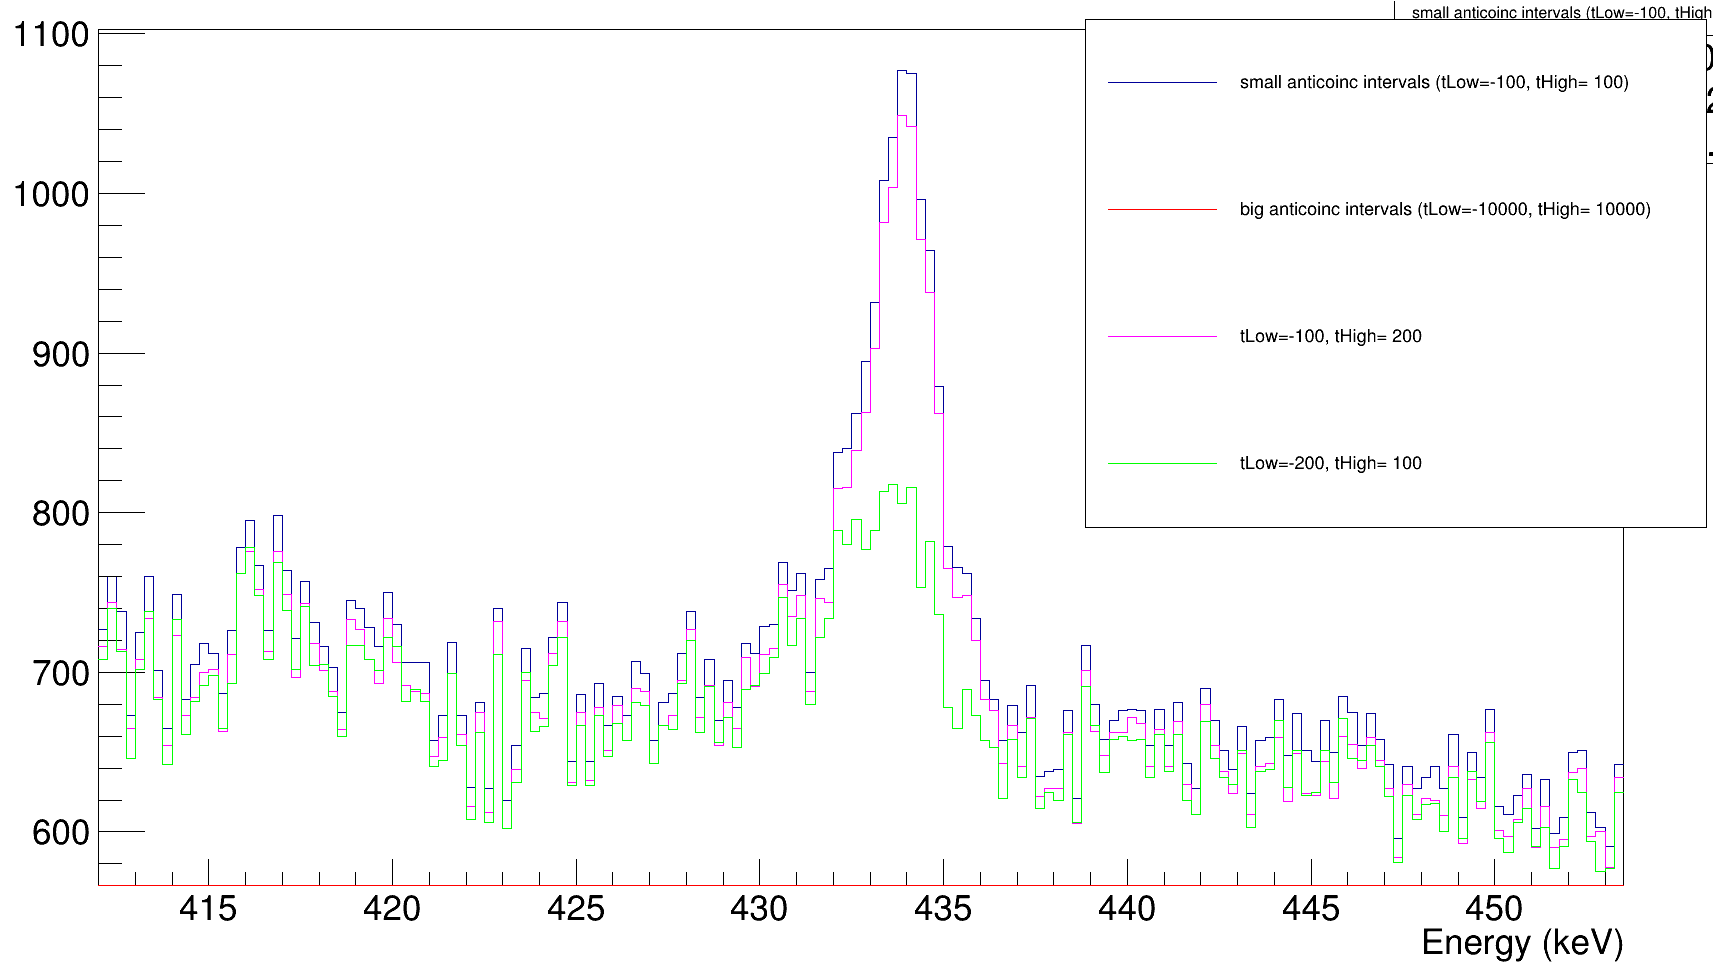 small anticoinc intervals (tLow=-100, tHigh
1100
small anticoinc intervals (tLow=-100, tHigh= 100)
1000
big anticoinc intervals (tLow=-10000, tHigh= 10000)
900
tLow=-100, tHigh= 200
800
tLow=-200, tHigh= 100
700
600
415 420 425 430 435 440 445 450
Energy (keV)